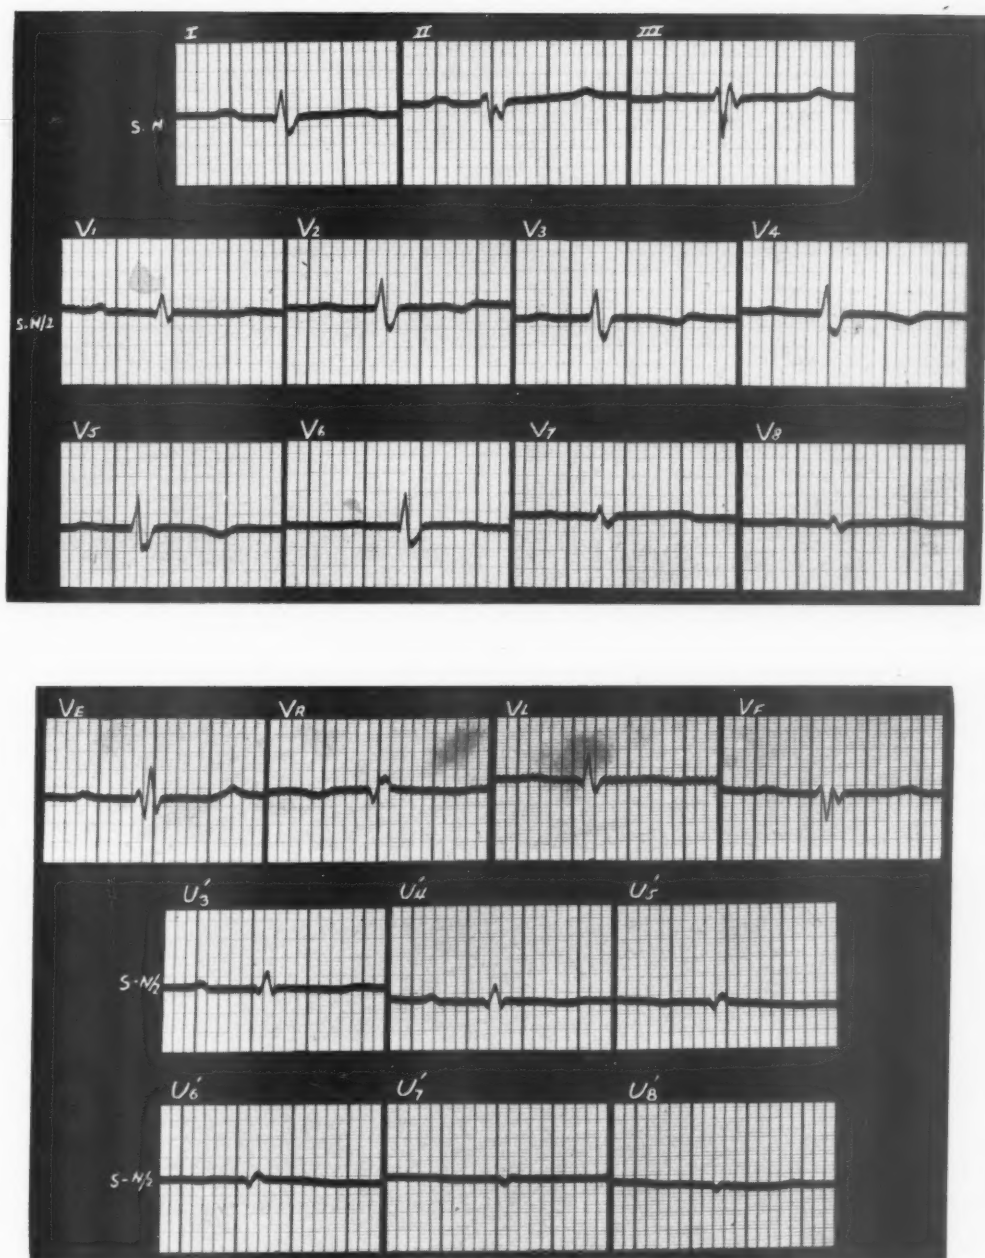 I II III
S-N
V1 V2 V3 V4
S-N/2
V5 V6 V7 V8
VE VR VL VF
U'3 U'4 U'5
S-N/2
U'6 U'7 U'8
S-N/2